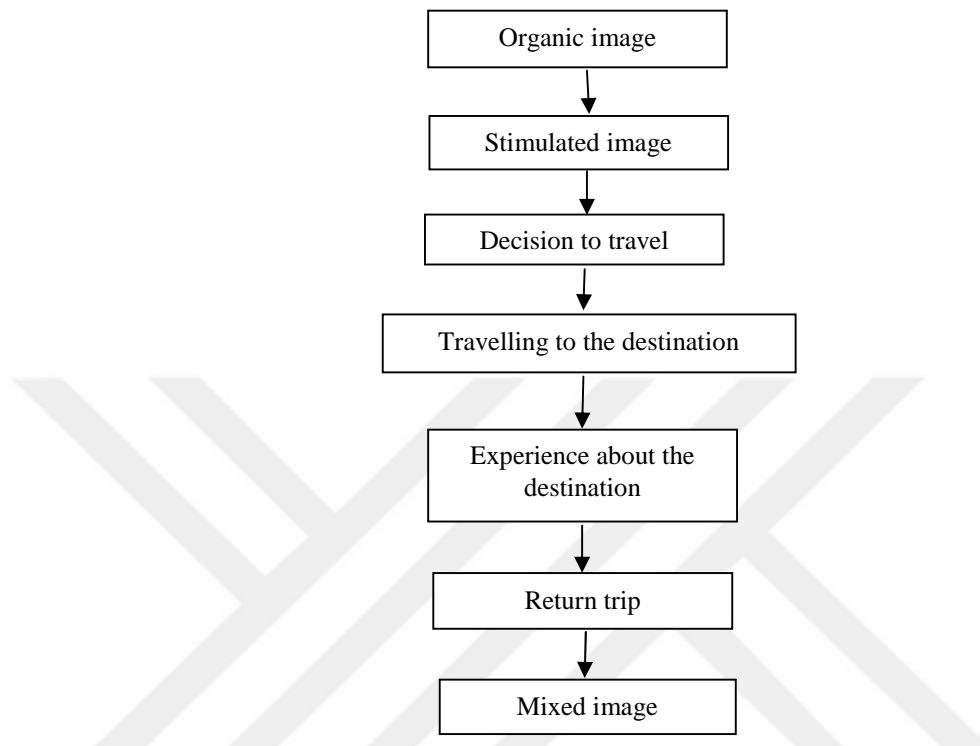 Organic image
Stimulated image
Decision to travel
Travelling to the destination
Experience about the
destination
Return trip
Mixed image